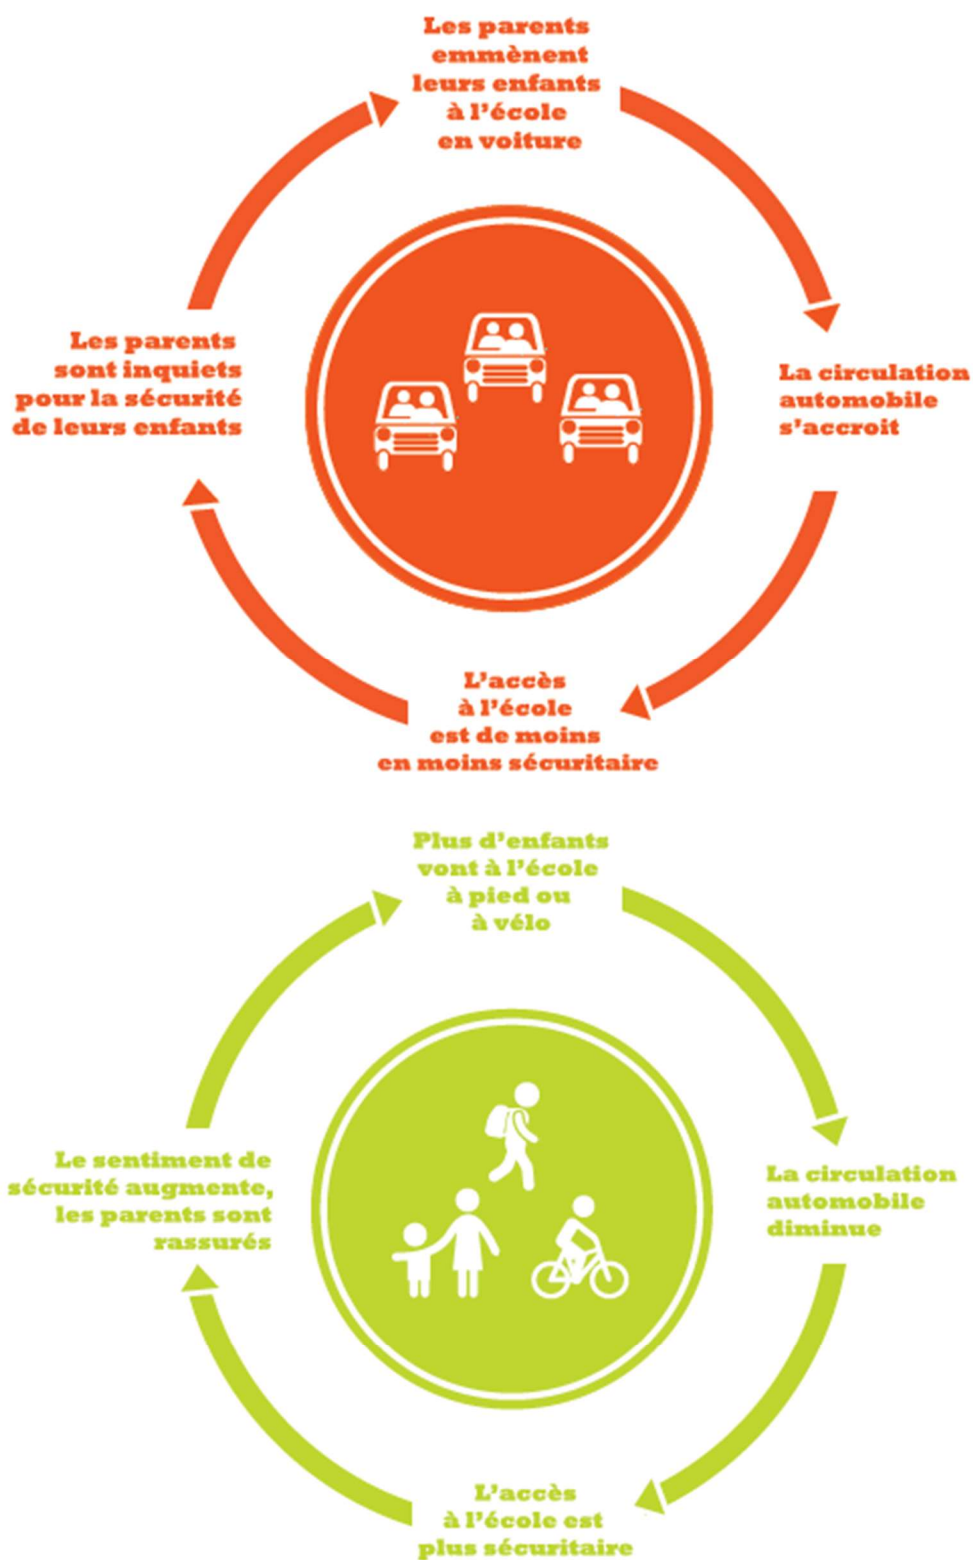 Les parents
emmènent
leurs enfants
à l'école
en voiture
La circulation
automobile
s'accroit
L'accès
à l'école
est de moins
en moins sécuritaire
Les parents
sont inquiets
pour la sécurité
de leurs enfants
Plus d'enfants
vont à l'école
à pied ou
à vélo
La circulation
automobile
diminue
L'accès
à l'école est
plus sécuritaire
Le sentiment de
sécurité augmente,
les parents sont
rassurés